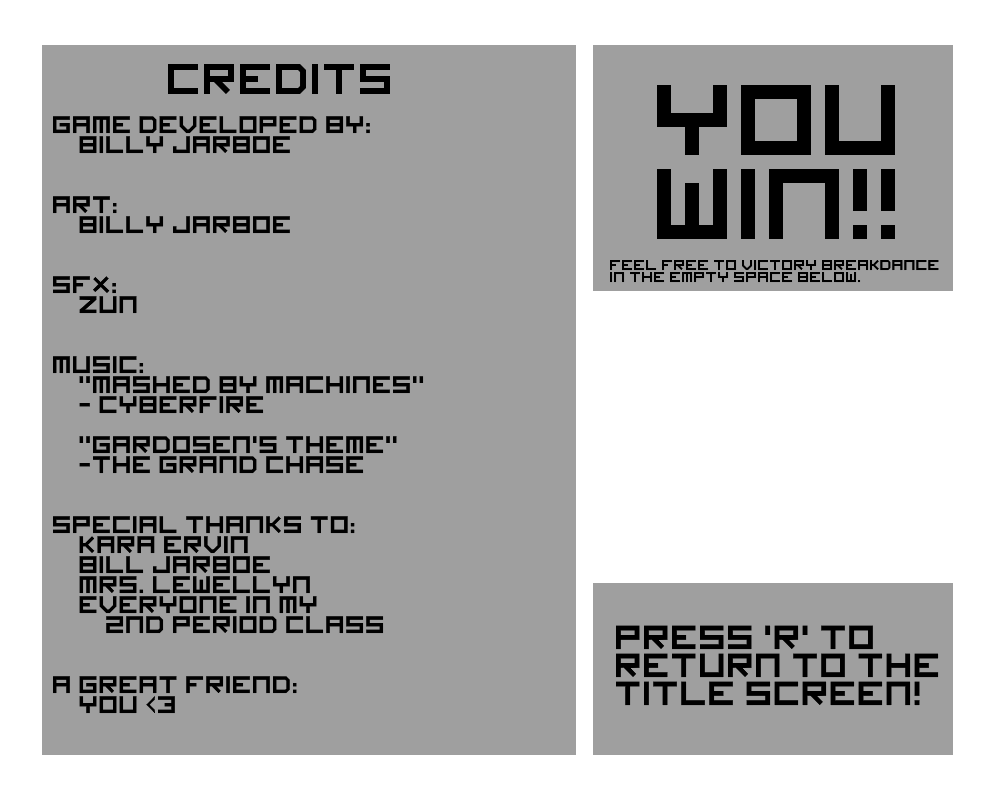 CREDITS
GAME DEVELOPED BY:
BILLY JARBOE
ART:
BILLY JARBOE
SFX:
ZUN
MUSIC:
"MASHED BY MACHINES"
- CYBERFIRE
"GARDOSEN'S THEME"
-THE GRAND CHASE
SPECIAL THANKS TO:
KARA ERVIN
BILL JARBOE
MRS. LEWELLYN
EVERYONE IN MY
2ND PERIOD CLASS
A GREAT FRIEND:
YOU <3
YOU
WIN!!
FEEL FREE TO VICTORY BREAKDANCE
IN THE EMPTY SPACE BELOW.
PRESS 'R' TO
RETURN TO THE
TITLE SCREEN!